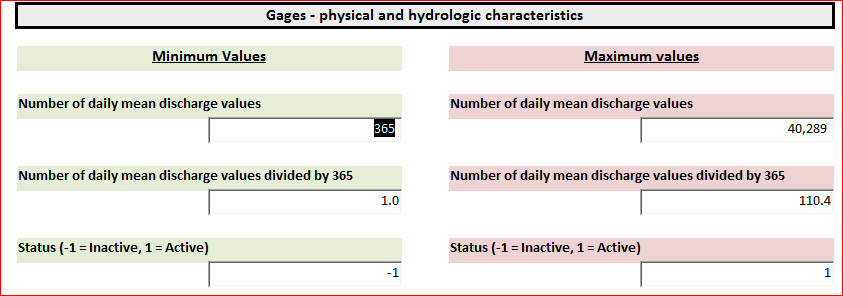 Gages - physical and hydrologic characteristics
Minimum Values
Maximum values
Number of daily mean discharge values
Number of daily mean discharge values
365
40,289
Number of daily mean discharge values divided by 365
Number of daily mean discharge values divided by 365
1.0
110.4
Status (-1 = Inactive, 1 = Active)
Status (-1 = Inactive, 1 = Active)
-1
1